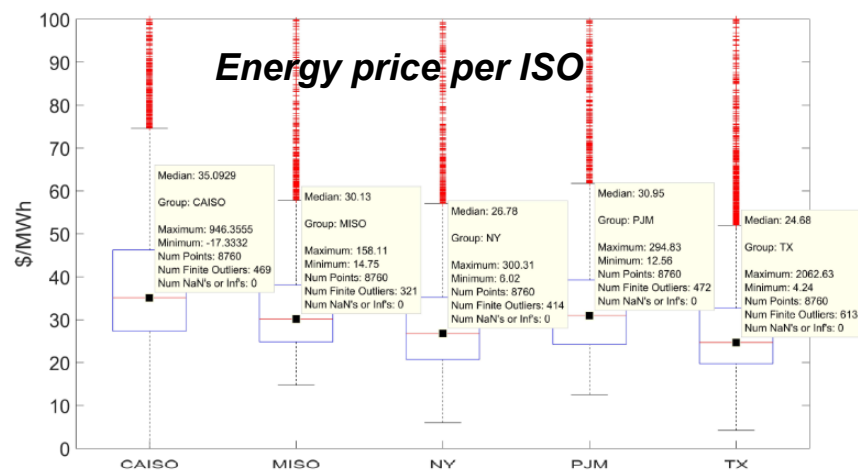 Energy price per ISO
$/MWh
100
90
80
70
60
50
40
30
20
10
0
Median: 35.0929
Group: CAISO
Maximum: 946.3555
Minimum: -17.3332
Num Points: 8760
Num Finite Outliers: 469
Num NaN's or Inf's: 0
Median: 30.13
Group: MISO
Maximum: 158.11
Minimum: 14.75
Num Points: 8760
Num Finite Outliers: 321
Num NaN's or Inf's: 0
Median: 26.78
Group: NY
Maximum: 300.31
Minimum: 6.02
Num Points: 8760
Num Finite Outliers: 414
Num NaN's or Inf's: 0
Median: 30.95
Group: PJM
Maximum: 294.83
Minimum: 12.56
Num Points: 8760
Num Finite Outliers: 472
Num NaN's or Inf's: 0
Median: 24.68
Group: TX
Maximum: 2062.63
Minimum: 4.24
Num Points: 8760
Num Finite Outliers: 613
Num NaN's or Inf's: 0
CAISO MISO NY PJM TX